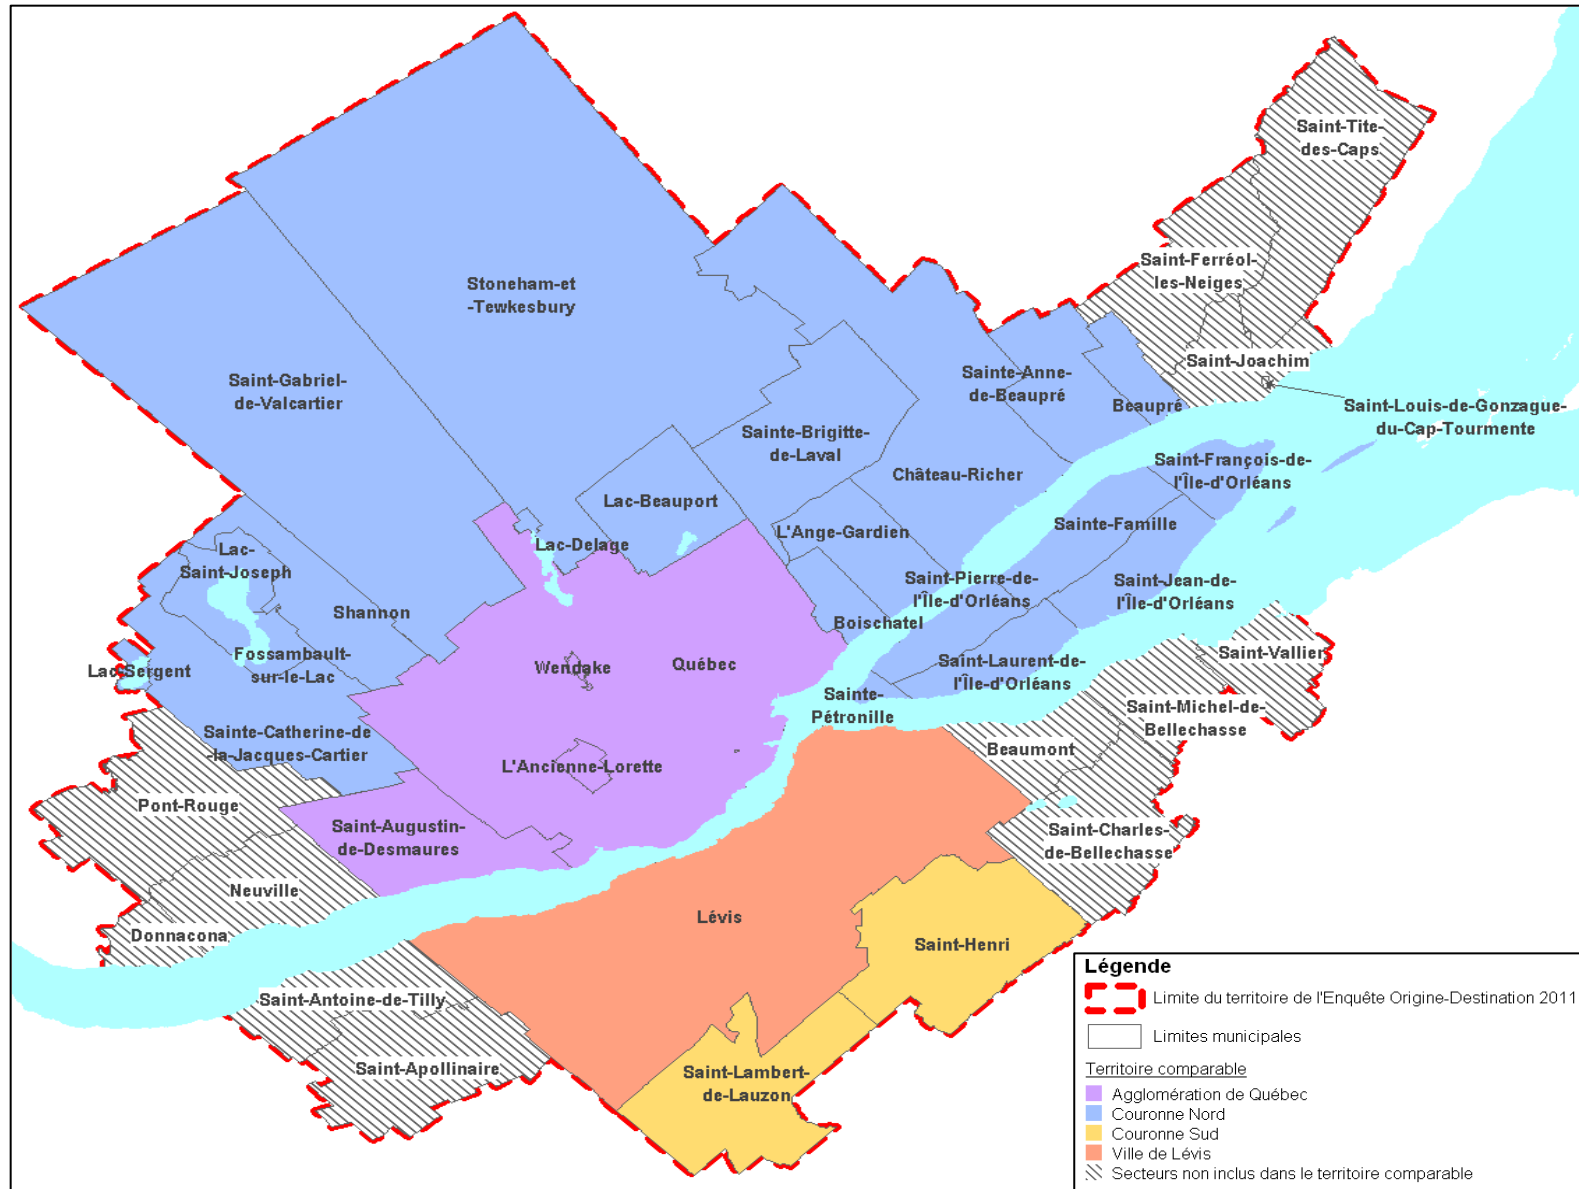 Saint-Tite-
des-Caps
Saint-Ferréol-
les-Neiges
Stoneham-et
-Tewkesbury
Saint-Joachim
Saint-Gabriel-
de-Valcartier
Sainte-Anne-
de-Beaupré
Beaupré
Saint-Louis-de-Gonzague-
du-Cap-Tourmente
Sainte-Brigitte-
de-Laval
Château-Richer
Saint-François-de-
l'Île-d'Orléans
Lac-Beauport
Sainte-Famille
L'Ange-Gardien
Lac-Delage
Lac-
Saint-Joseph
Saint-Pierre-de-
l'Île-d'Orléans
Saint-Jean-de-
l'Île-d'Orléans
Shannon
Boischatel
Fossambault-
sur-le-Lac
Lac-Sergent
Wendake
Québec
Saint-Laurent-de-
l'Île-d'Orléans
Saint-Vallier
Sainte-
Pétronille
Saint-Michel-de-
Bellechasse
Sainte-Catherine-de
-la-Jacques-Cartier
Beaumont
L'Ancienne-Lorette
Pont-Rouge
Saint-Augustin-
de-Desmaures
Saint-Charles-
de-Bellechasse
Neuville
Lévis
Donnacona
Saint-Henri
Saint-Antoine-de-Tilly
Saint-Apollinaire
Saint-Lambert-
de-Lauzon
Légende
Limite du territoire de l'Enquête Origine-Destination 2011
Limites municipales
Territoire comparable
Agglomération de Québec
Couronne Nord
Couronne Sud
Ville de Lévis
Secteurs non inclus dans le territoire comparable